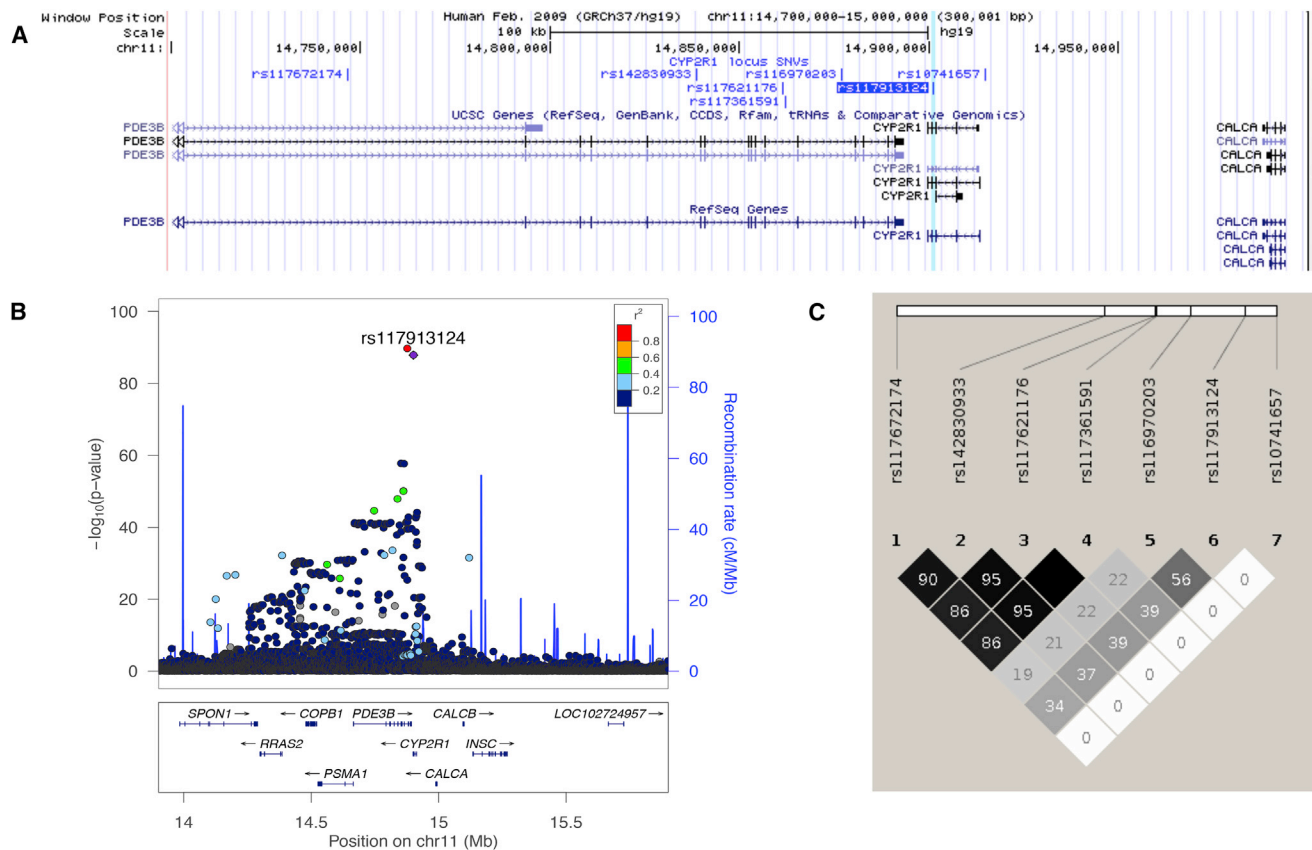 A
Window Position Human Feb. 2009 (GRCh37/hg19) chr11:14,700,000-15,000,000 (300,001 bp)
Scale 100 kb hg19
chr11: 14,750,000 14,800,000 14,850,000 14,900,000 14,950,000
CYP2R1 locus SNVs
rs117672174 rs142830933 rs116970203 rs10741657
rs117621176 rs117913124
rs117361591
UCSC Genes (RefSeq, GenBank, CCDS, Rfam, tRNAs & Comparative Genomics)
PDE3B CYP2R1 CALCA
PDE3B CALCA
PDE3B CALCA
CYP2R1 CALCA
CYP2R1
CYP2R1
RefSeq Genes
PDE3B CALCA
CYP2R1 CALCA
CALCA
CALCA
B
−log10(p−value)
100
80
60
40
20
0
rs117913124
r2
0.8
0.6
0.4
0.2
100
80
60
40
20
0
Recombination rate (cM/Mb)
SPON1 COPB1 PDE3B CALCB LOC102724957
RRAS2 CYP2R1 INSC
PSMA1 CALCA
14 14.5 15 15.5
Position on chr11 (Mb)
C
rs117672174
rs142830933
rs117621176
rs117361591
rs116970203
rs117913124
rs10741657
1 2 3 4 5 6 7
90 95 22 56 0
86 95 22 39 0
86 21 39 0
19 37 0
34 0
0